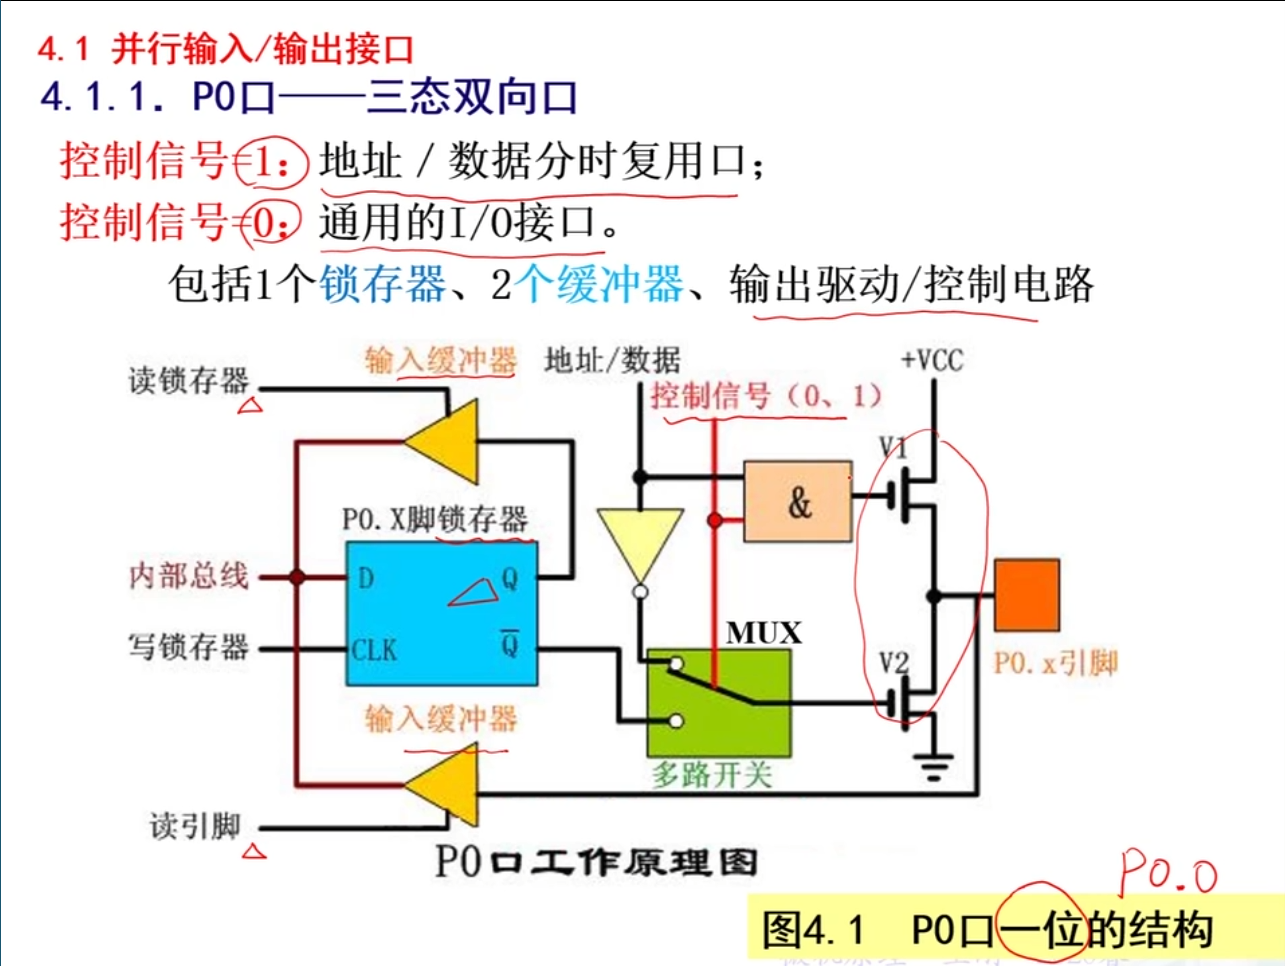 4.1 并行输入/输出接口
4.1.1. P0口——三态双向口
控制信号=1: 地址 / 数据分时复用口;
控制信号=0: 通用的I/O接口。
包括1个锁存器、2个缓冲器、输出驱动/控制电路
读锁存器
输入缓冲器
地址/数据
控制信号（0、1）
+VCC
V1
&
P0.X脚锁存器
内部总线
D
Q
写锁存器
CLK
Q̅
MUX
V2
P0.x引脚
输入缓冲器
多路开关
读引脚
P0口工作原理图
P0.0
图4.1 P0口一位的结构